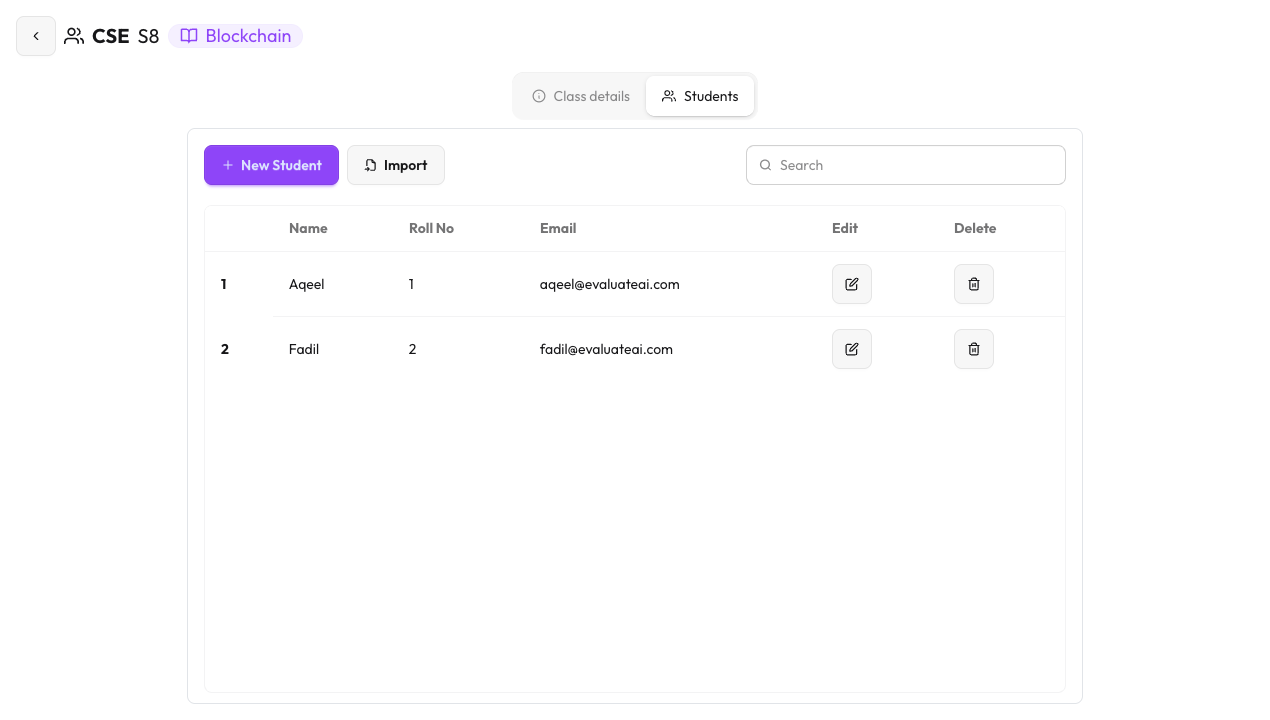 CSE S8 Blockchain
Class details Students
New Student Import Search
Name Roll No Email Edit Delete
1 Aqeel 1 aqeel@evaluateai.com
2 Fadil 2 fadil@evaluateai.com